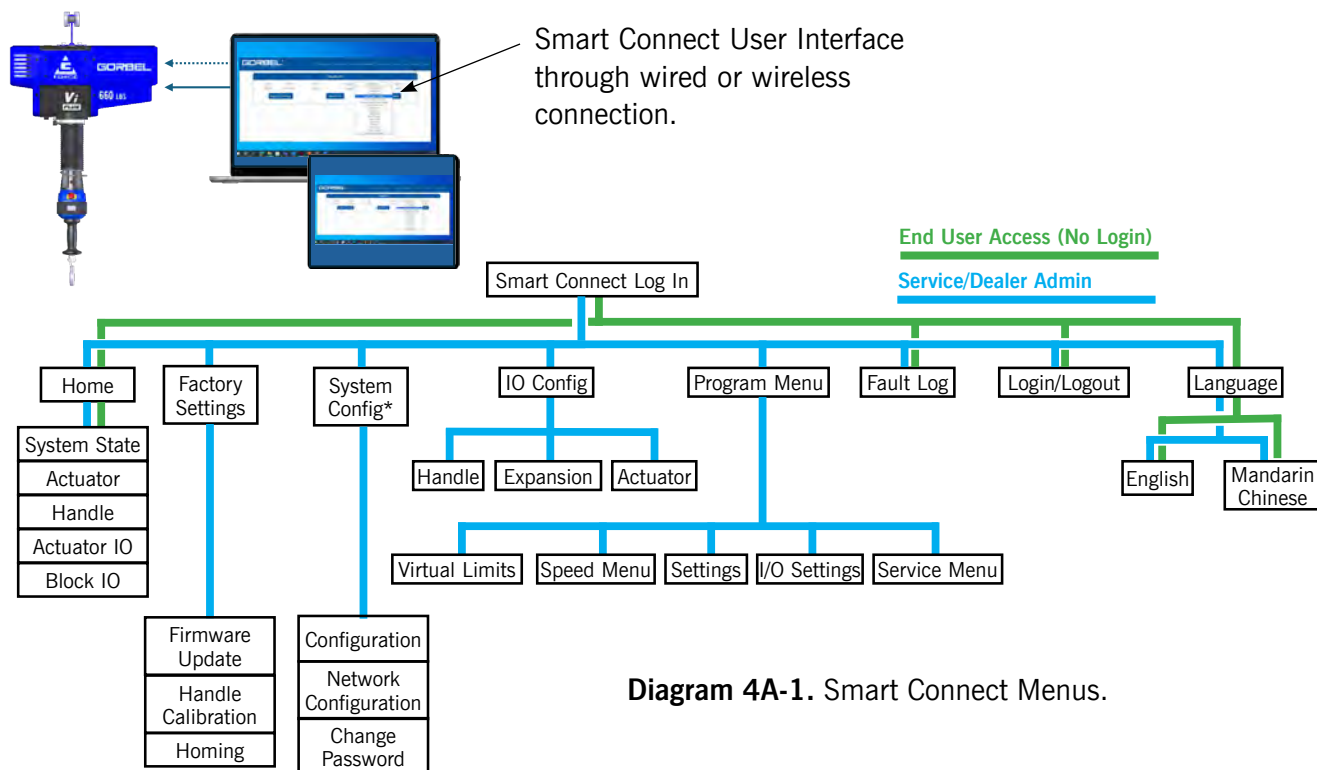 GORBEL
Vi
PLUS
660 LBS
GORBEL
GORBEL
Smart Connect User Interface
through wired or wireless
connection.
End User Access (No Login)
Service/Dealer Admin
Smart Connect Log In
Home
Factory
Settings
System
Config*
IO Config
Program Menu
Fault Log
Login/Logout
Language
System State
Actuator
Handle
Actuator IO
Block IO
Handle
Expansion
Actuator
English
Mandarin
Chinese
Virtual Limits
Speed Menu
Settings
I/O Settings
Service Menu
Firmware
Update
Handle
Calibration
Homing
Configuration
Network
Configuration
Change
Password
Diagram 4A-1. Smart Connect Menus.